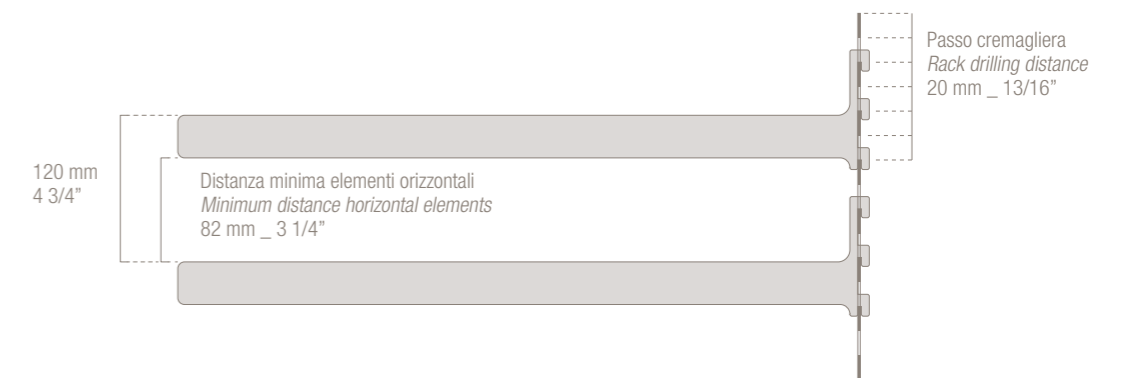 Passo cremagliera
Rack drilling distance
20 mm _ 13/16”
120 mm
4 3/4”
Distanza minima elementi orizzontali
Minimum distance horizontal elements
82 mm _ 3 1/4”